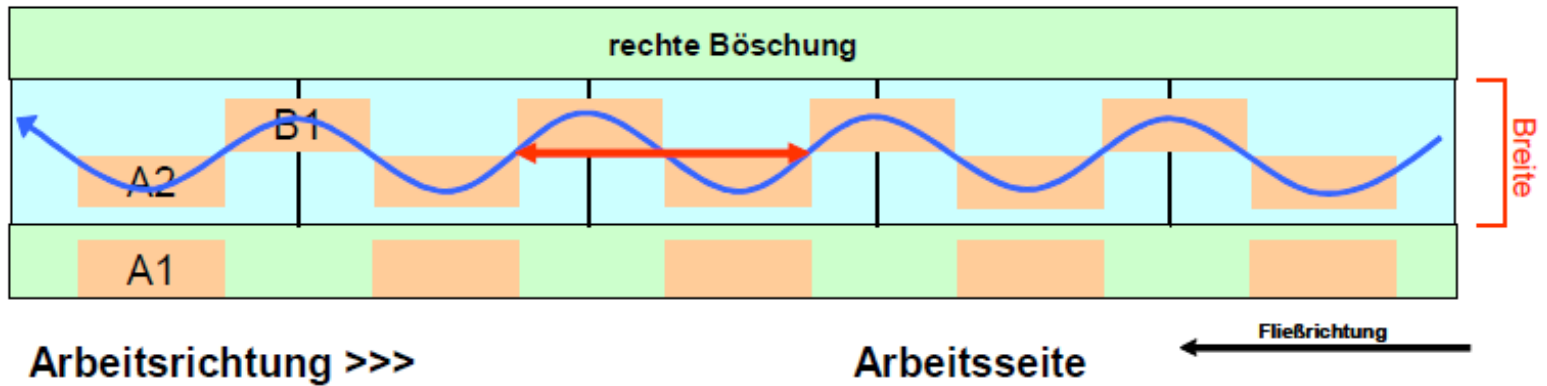 rechte Böschung
B1
A2
Breite
A1
Fließrichtung
Arbeitsrichtung >>>
Arbeitsseite